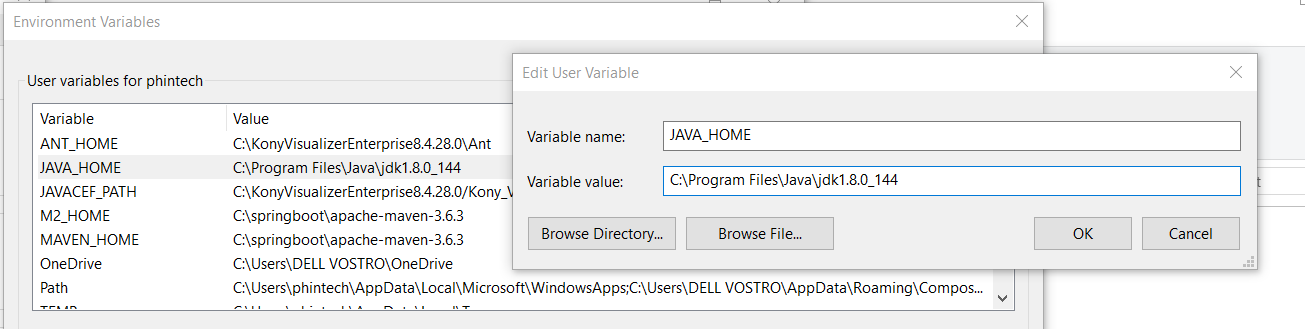 Environment Variables
Edit User Variable
User variables for phintech
Variable Value
ANT_HOME C:\KonyVisualizerEnterprise8.4.28.0\Ant
JAVA_HOME C:\Program Files\Java\jdk1.8.0_144
JAVACEF_PATH C:\KonyVisualizerEnterprise8.4.28.0/Kony_V
M2_HOME C:\springboot\apache-maven-3.6.3
MAVEN_HOME C:\springboot\apache-maven-3.6.3
OneDrive C:\Users\DELL VOSTRO\OneDrive
Path C:\Users\phintech\AppData\Local\Microsoft\WindowsApps;C:\Users\DELL VOSTRO\AppData\Roaming\Compos...
Variable name: JAVA_HOME
Variable value: C:\Program Files\Java\jdk1.8.0_144
Browse Directory... Browse File... OK Cancel